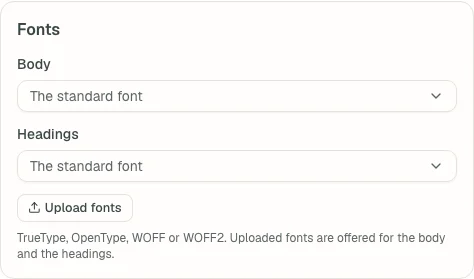 Fonts
Body
The standard font
Headings
The standard font
Upload fonts
TrueType, OpenType, WOFF or WOFF2. Uploaded fonts are offered for the body
and the headings.